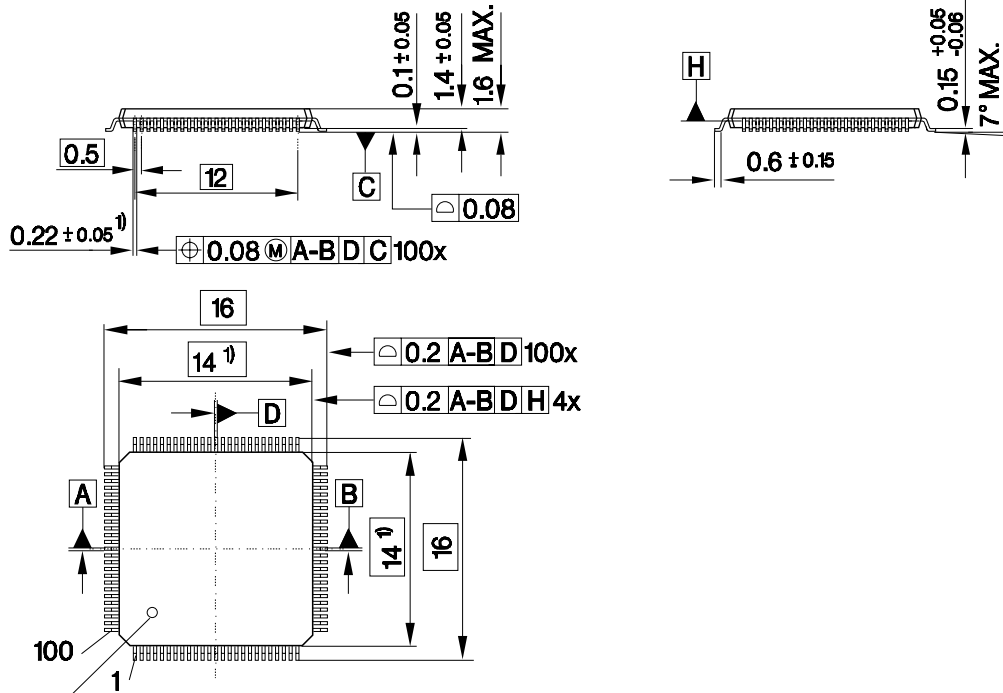 0.1 ± 0.05
1.4 ± 0.05
1.6 MAX.
H
0.15 +0.05 -0.06
7° MAX.
0.5
12
C
0.08
0.6 ± 0.15
0.22 ± 0.05 1)
0.08 Ⓜ A-B D C 100x
16
14 1)
0.2 A-B D 100x
0.2 A-B D H 4x
D
A
B
14 1)
16
100
1